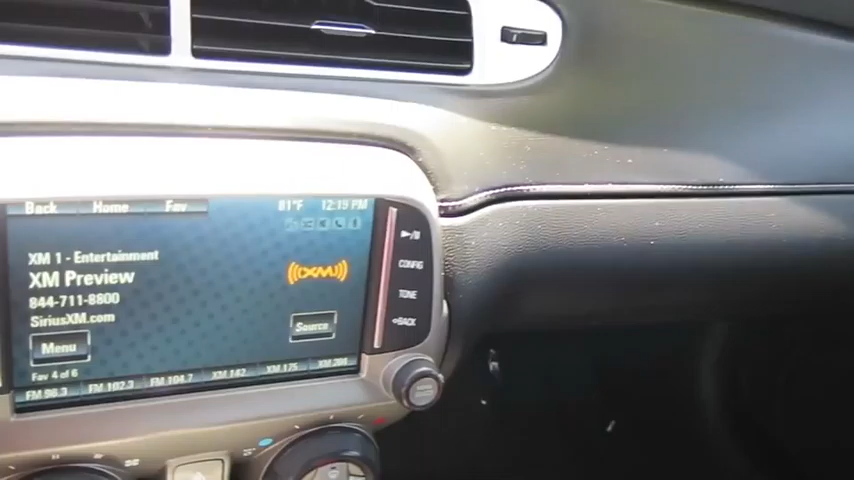 Back Home Fav 81°F 12:19 PM
XM 1 - Entertainment
XM Preview
844-711-8800
SiriusXM.com
((XM))
Source
Menu
Fav 4 of 6
FM 96.3 FM 102.3 FM 104.7 XM 142 XM 175 XM 204
CONFIG
TONE
BACK